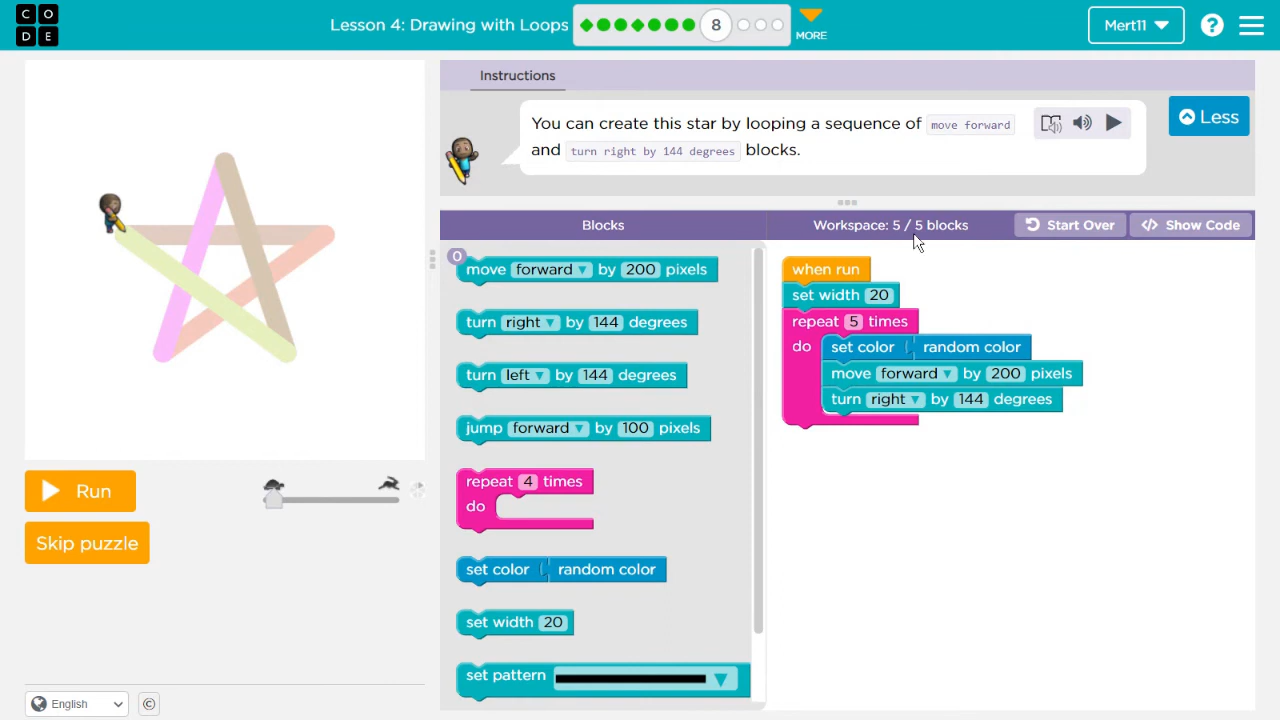 C O
D E
Lesson 4: Drawing with Loops
8
MORE
Mert11
?
Instructions
You can create this star by looping a sequence of move forward
and turn right by 144 degrees blocks.
Less
Blocks
Workspace: 5 / 5 blocks
Start Over
</> Show Code
0
move forward by 200 pixels
turn right by 144 degrees
turn left by 144 degrees
jump forward by 100 pixels
repeat 4 times
do
set color random color
set width 20
set pattern
when run
set width 20
repeat 5 times
do set color random color
move forward by 200 pixels
turn right by 144 degrees
Run
Skip puzzle
English
©